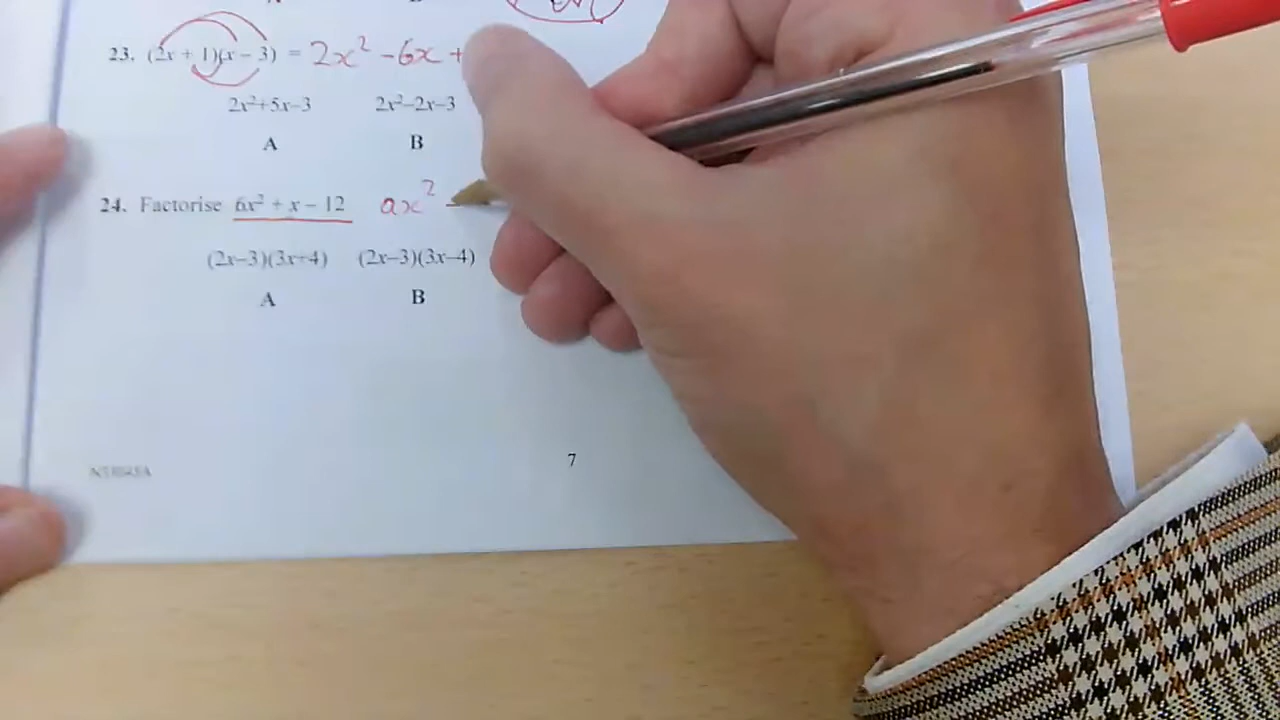 23. (2x + 1)(x − 3) = 2x² − 6x +
2x²+5x−3 2x²−2x−3
A B
24. Factorise 6x² + x − 12 ax²
(2x−3)(3x+4) (2x−3)(3x−4)
A B
7